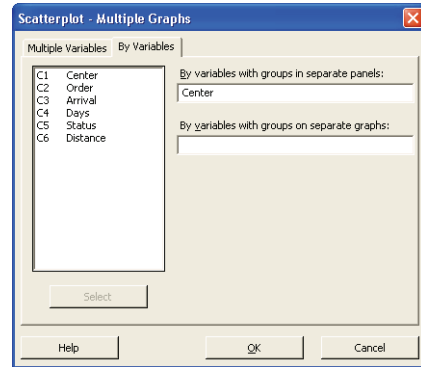 Scatterplot - Multiple Graphs
Multiple Variables By Variables
C1 Center
C2 Order
C3 Arrival
C4 Days
C5 Status
C6 Distance
By variables with groups in separate panels:
Center
By variables with groups on separate graphs:
Select
Help OK Cancel